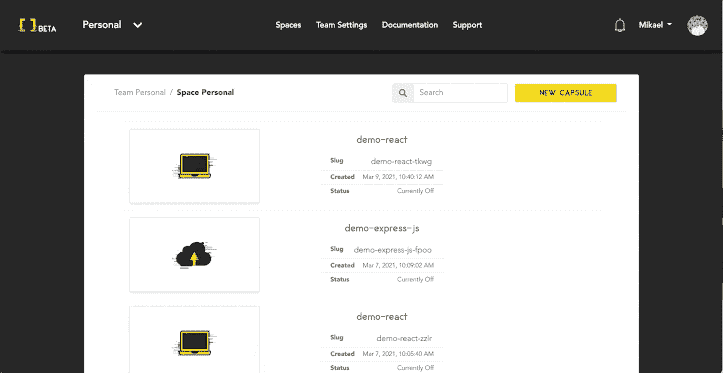 [ ] BETA
Personal
Spaces Team Settings Documentation Support
Mikael
Team Personal / Space Personal
Search
NEW CAPSULE
demo-react
Slug demo-react-tkwg
Created Mar 9, 2021, 10:40:12 AM
Status Currently Off
demo-express-js
Slug demo-express-js-fpoo
Created Mar 7, 2021, 10:09:02 AM
Status Currently Off
demo-react
Slug demo-react-zzlr
Created Mar 7, 2021, 10:05:40 AM
Status Currently Off